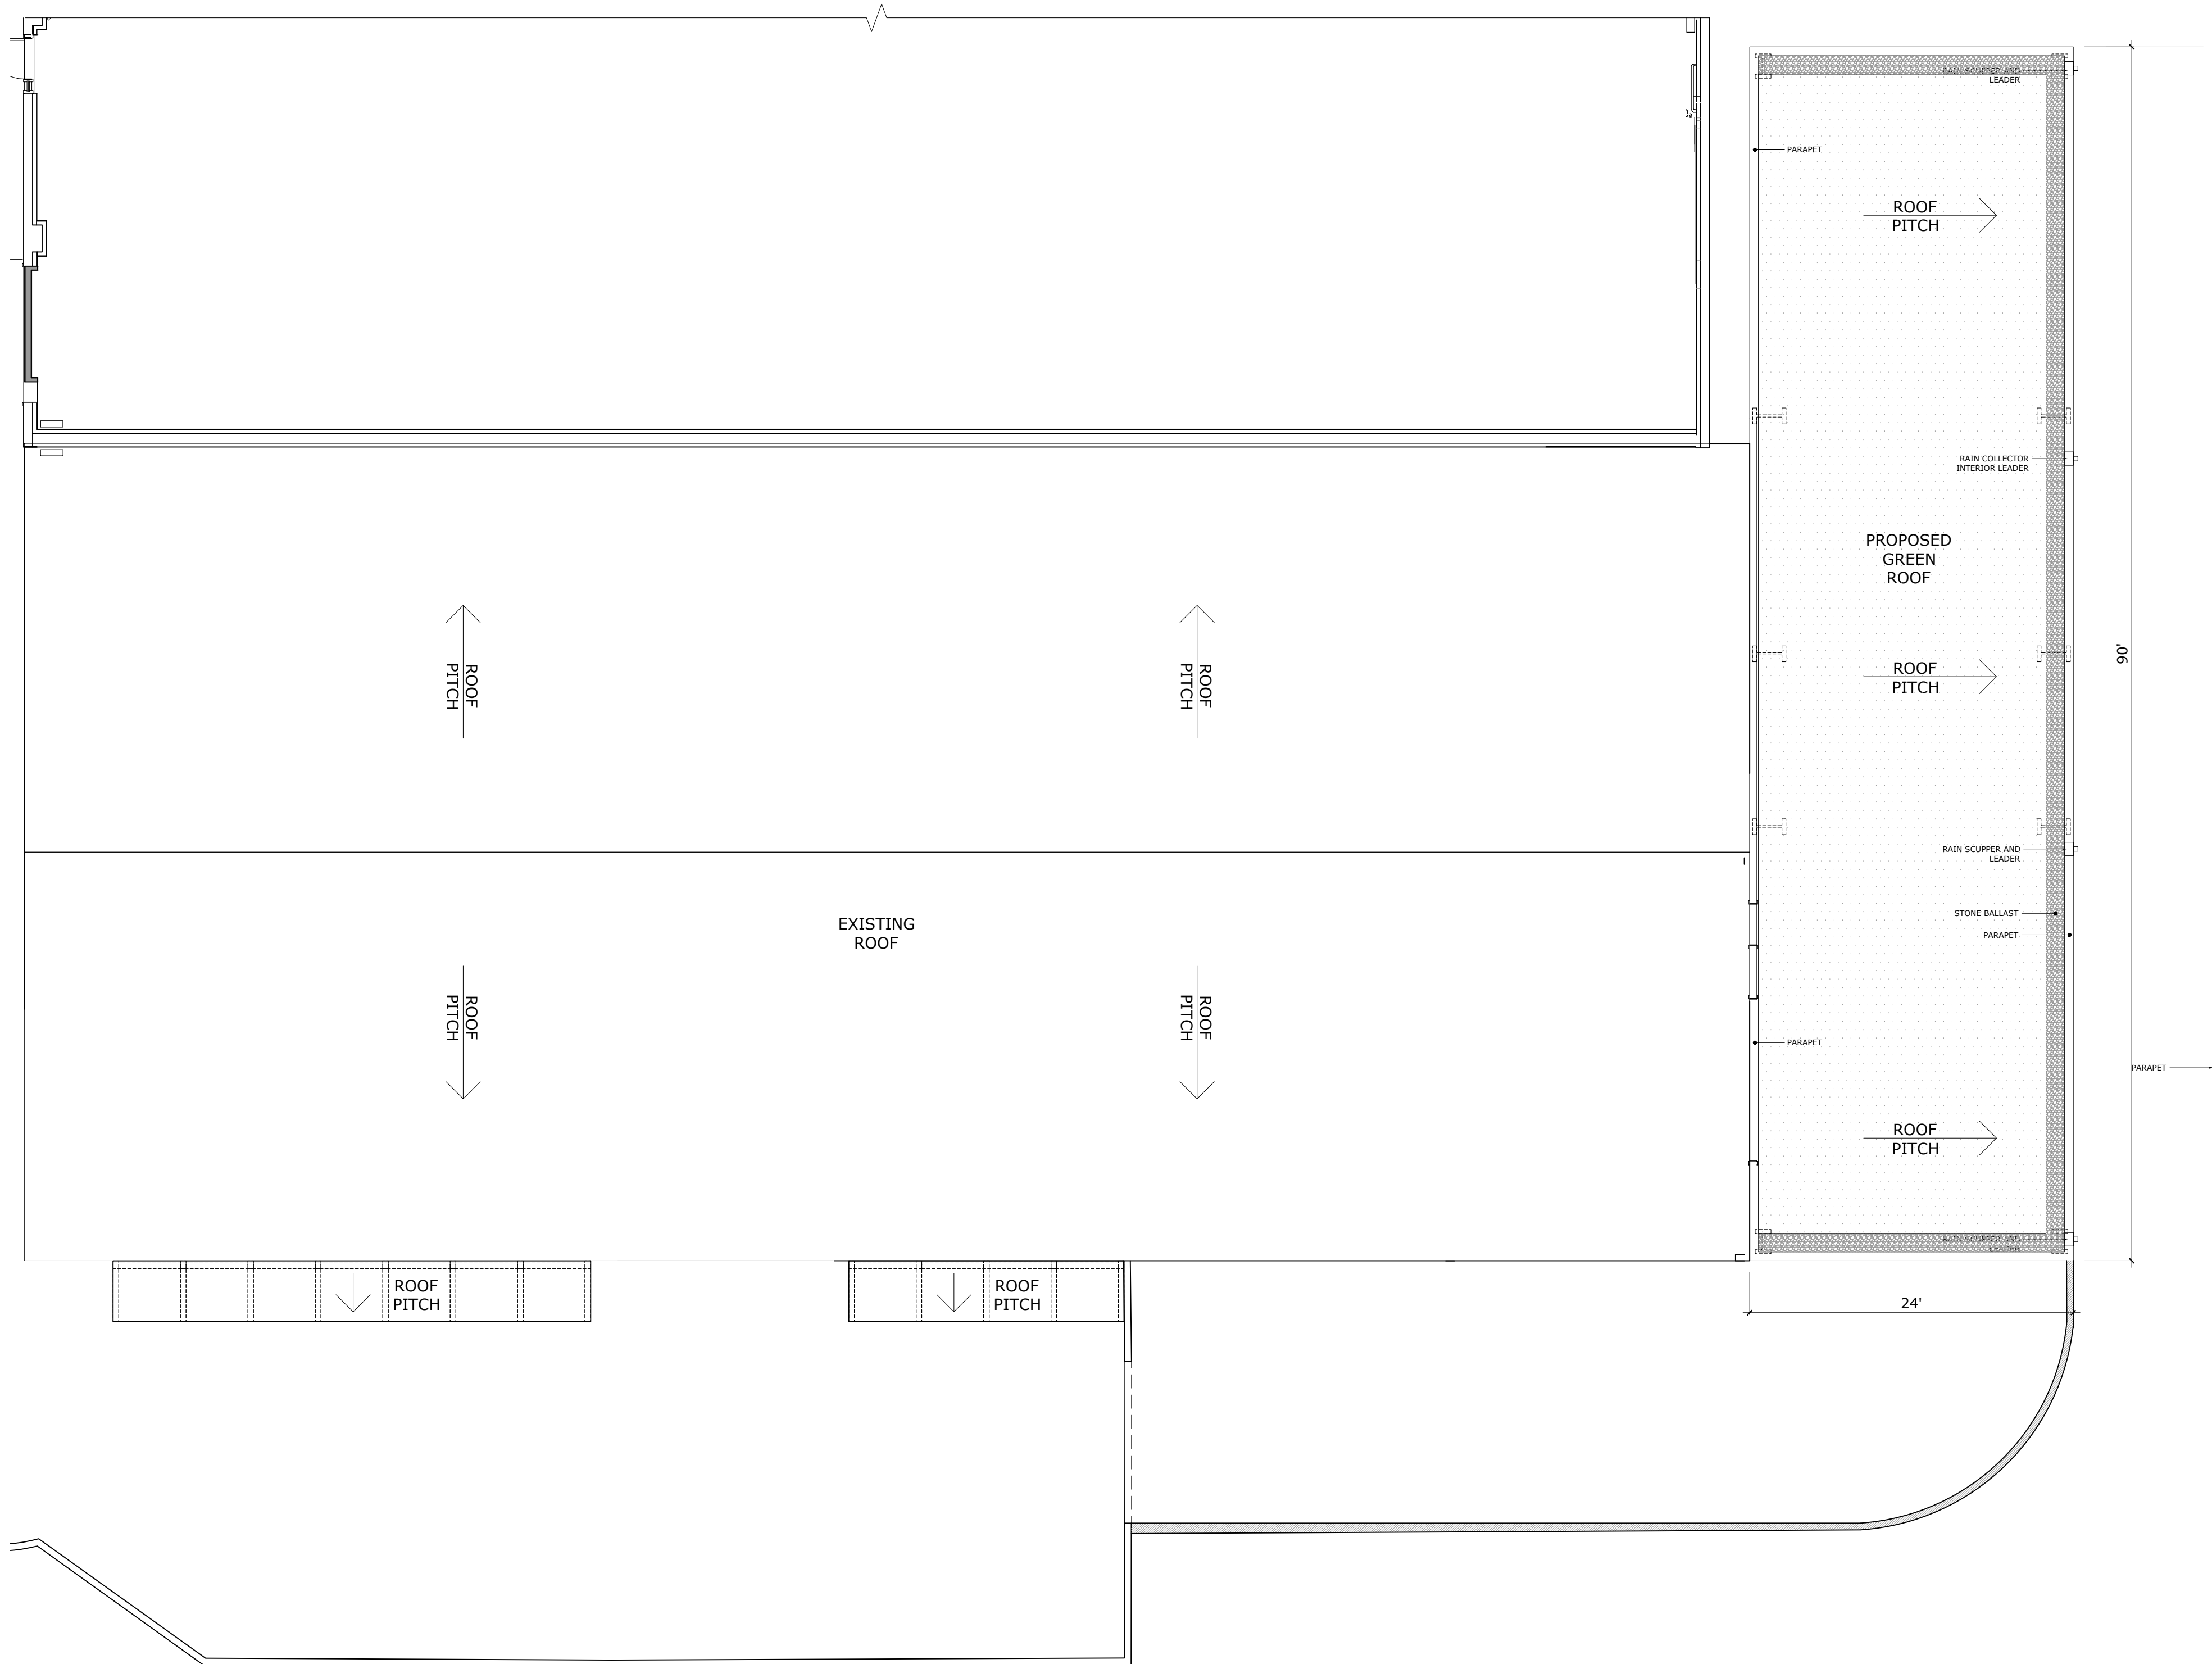 RAIN SCUPPER AND
LEADER
PARAPET
ROOF
PITCH
RAIN COLLECTOR
INTERIOR LEADER
PROPOSED
GREEN
ROOF
90'
ROOF
PITCH
ROOF
PITCH
ROOF
PITCH
RAIN SCUPPER AND
LEADER
EXISTING
ROOF
STONE BALLAST
PARAPET
ROOF
PITCH
ROOF
PITCH
PARAPET
PARAPET
ROOF
PITCH
RAIN SCUPPER AND
LEADER
ROOF
PITCH
ROOF
PITCH
24'